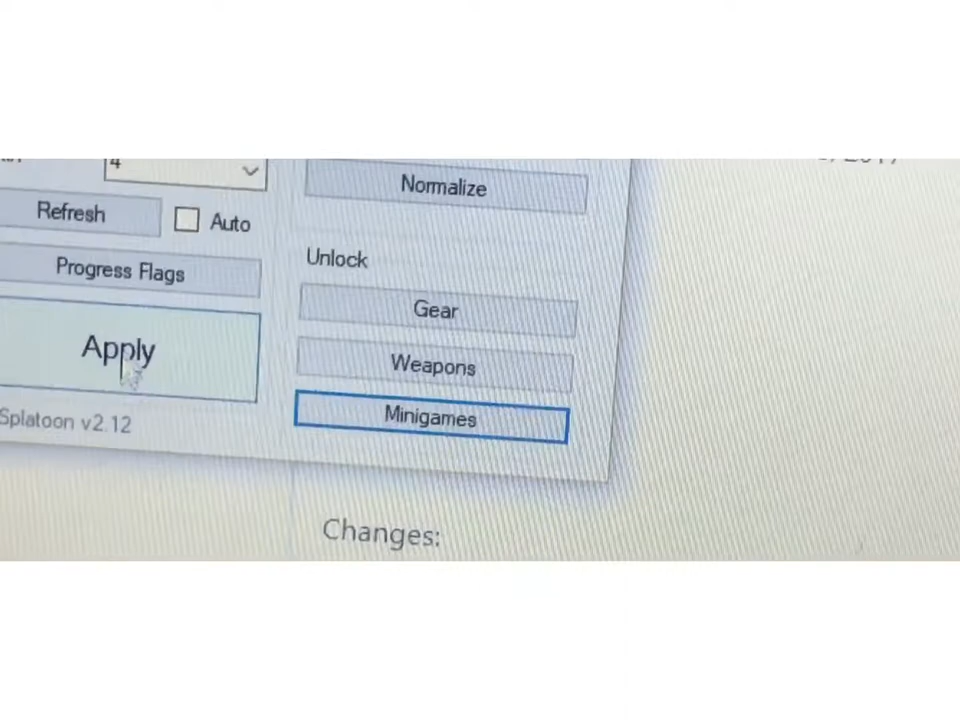 4
Normalize
Refresh
Auto
Progress Flags
Unlock
Gear
Apply
Weapons
Minigames
Splatoon v2.12
Changes: